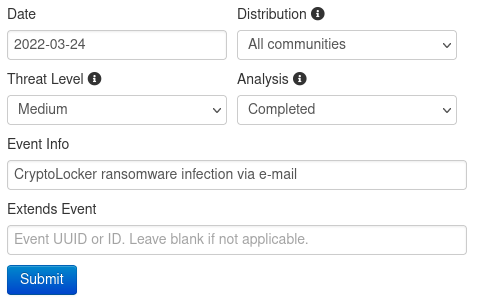 Date
Distribution
2022-03-24
All communities
Threat Level
Analysis
Medium
Completed
Event Info
CryptoLocker ransomware infection via e-mail
Extends Event
Event UUID or ID. Leave blank if not applicable.
Submit